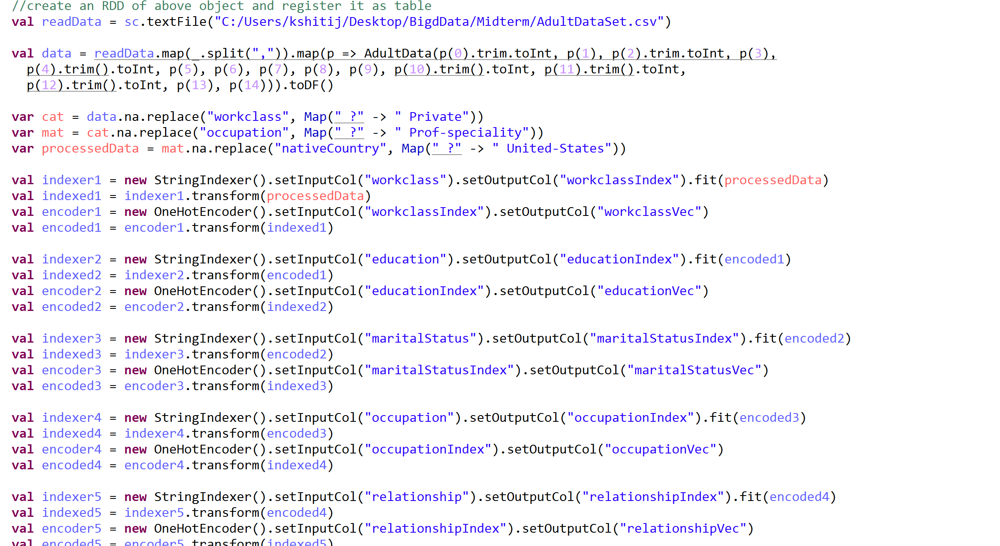 //create an RDD of above object and register it as table
val readData = sc.textFile("C:/Users/kshitij/Desktop/BigdData/Midterm/AdultDataSet.csv")
val data = readData.map(_.split(",")).map(p => AdultData(p(0).trim.toInt, p(1), p(2).trim.toInt, p(3),
p(4).trim().toInt, p(5), p(6), p(7), p(8), p(9), p(10).trim().toInt, p(11).trim().toInt,
p(12).trim().toInt, p(13), p(14))).toDF()
var cat = data.na.replace("workclass", Map(" ?" -> " Private"))
var mat = cat.na.replace("occupation", Map(" ?" -> " Prof-speciality"))
var processedData = mat.na.replace("nativeCountry", Map(" ?" -> " United-States"))
val indexer1 = new StringIndexer().setInputCol("workclass").setOutputCol("workclassIndex").fit(processedData)
val indexed1 = indexer1.transform(processedData)
val encoder1 = new OneHotEncoder().setInputCol("workclassIndex").setOutputCol("workclassVec")
val encoded1 = encoder1.transform(indexed1)
val indexer2 = new StringIndexer().setInputCol("education").setOutputCol("educationIndex").fit(encoded1)
val indexed2 = indexer2.transform(encoded1)
val encoder2 = new OneHotEncoder().setInputCol("educationIndex").setOutputCol("educationVec")
val encoded2 = encoder2.transform(indexed2)
val indexer3 = new StringIndexer().setInputCol("maritalStatus").setOutputCol("maritalStatusIndex").fit(encoded2)
val indexed3 = indexer3.transform(encoded2)
val encoder3 = new OneHotEncoder().setInputCol("maritalStatusIndex").setOutputCol("maritalStatusVec")
val encoded3 = encoder3.transform(indexed3)
val indexer4 = new StringIndexer().setInputCol("occupation").setOutputCol("occupationIndex").fit(encoded3)
val indexed4 = indexer4.transform(encoded3)
val encoder4 = new OneHotEncoder().setInputCol("occupationIndex").setOutputCol("occupationVec")
val encoded4 = encoder4.transform(indexed4)
val indexer5 = new StringIndexer().setInputCol("relationship").setOutputCol("relationshipIndex").fit(encoded4)
val indexed5 = indexer5.transform(encoded4)
val encoder5 = new OneHotEncoder().setInputCol("relationshipIndex").setOutputCol("relationshipVec")
val encoded5 = encoder5.transform(indexed5)